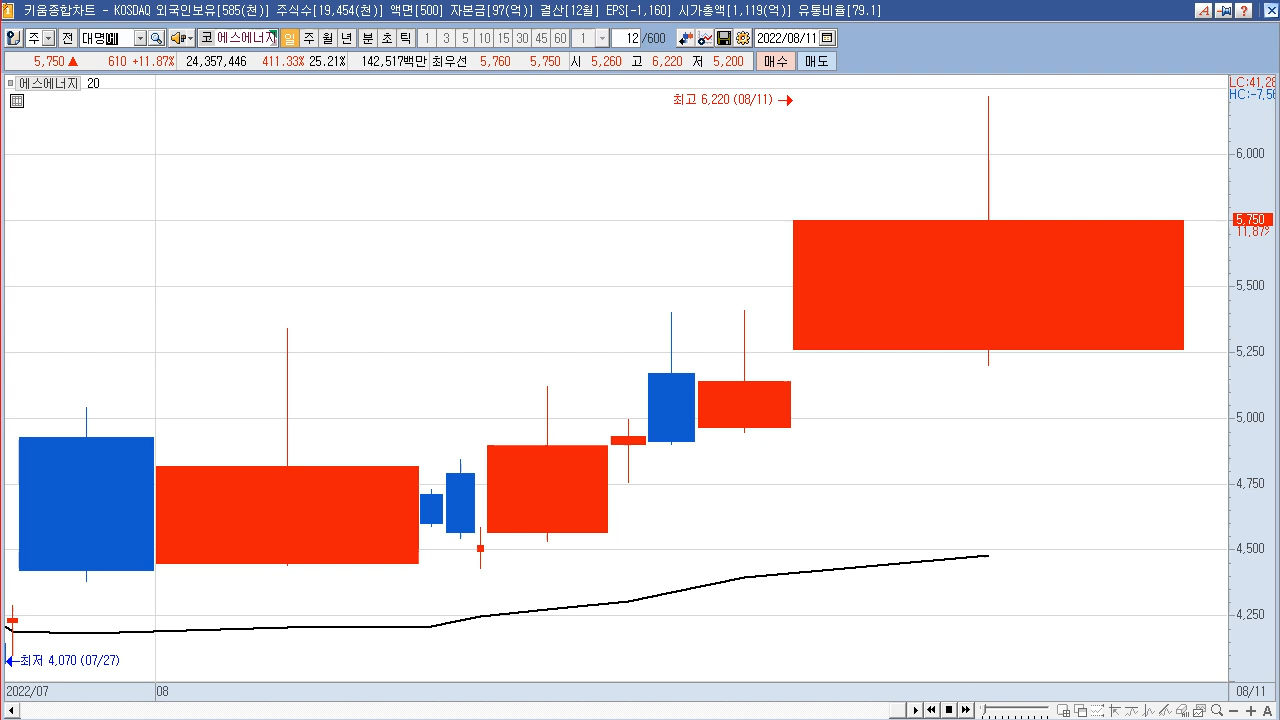 키움종합차트 - KOSDAQ 외국인보유[585(천)] 주식수[19,454(천)] 액면[500] 자본금[97(억)] 결산[12월] EPS[-1,160] 시가총액[1,119(억)] 유통비율[79.1]
주 전 코 에스에너지 일 주 월 년 분 초 틱 1 3 5 10 15 30 45 60 1 12 /600 2022/08/11
5,750 ▲ 610 +11.87% 24,357,446 411.33% 25.21% 142,517백만 최우선 5,760 5,750 시 5,260 고 6,220 저 5,200 매수 매도
에스에너지 20
LC:41,28
HC:-7,56
최고 6,220 (08/11) →
6,000
5,750
11.87%
5,500
5,250
5,000
4,750
4,500
4,250
←최저 4,070 (07/27)
2022/07 08 08/11
A